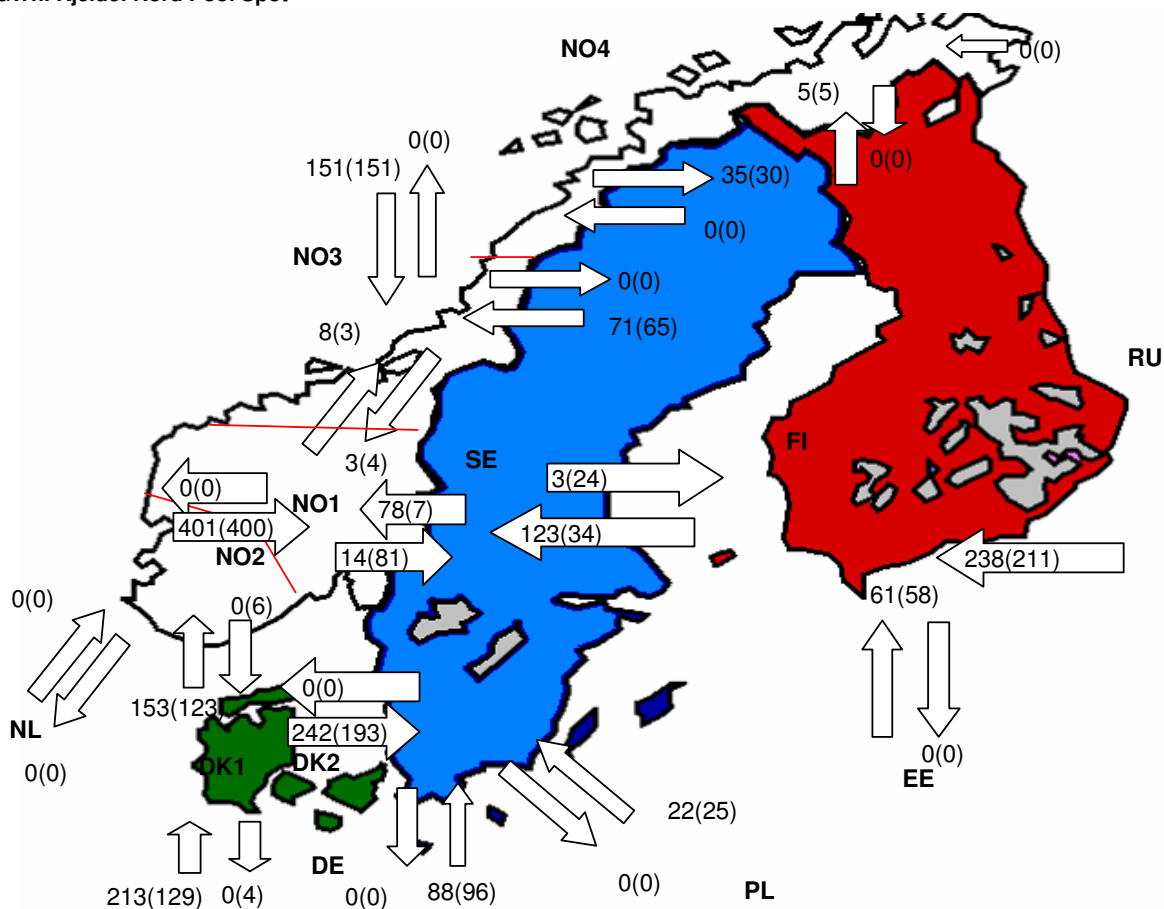 NO4
0(0)
5(5)
0(0)
151(151)
0(0)
35(30)
0(0)
NO3
0(0)
8(3)
71(65)
RU
FI
SE
3(4)
0(0)
NO1
78(7)
3(24)
401(400)
NO2
123(34)
14(81)
238(211)
0(0)
0(6)
61(58)
0(0)
153(123
NL
242(193)
0(0)
DK1
DK2
0(0)
EE
22(25)
DE
213(129)
0(4)
0(0)
88(96)
0(0)
PL